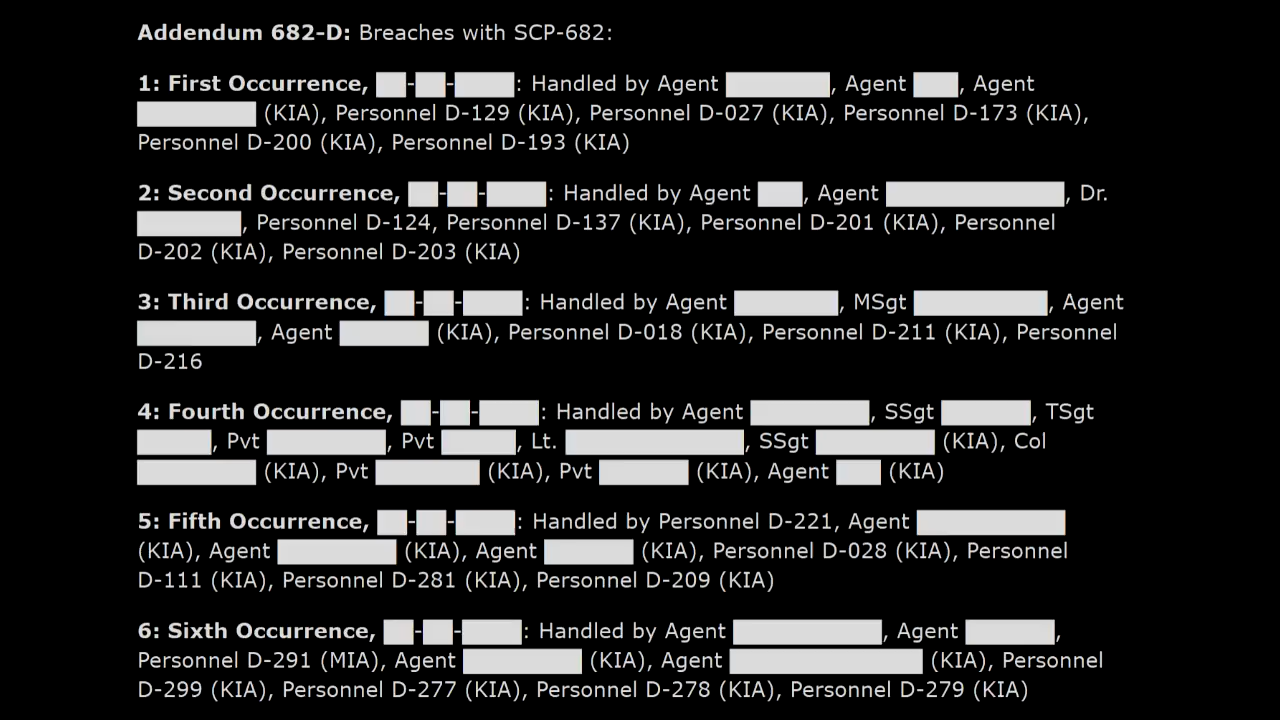 Addendum 682-D: Breaches with SCP-682:
1: First Occurrence, ██-██-████: Handled by Agent ███████, Agent ███, Agent
████████ (KIA), Personnel D-129 (KIA), Personnel D-027 (KIA), Personnel D-173 (KIA),
Personnel D-200 (KIA), Personnel D-193 (KIA)
2: Second Occurrence, ██-██-████: Handled by Agent ███, Agent ████████████, Dr.
███████, Personnel D-124, Personnel D-137 (KIA), Personnel D-201 (KIA), Personnel
D-202 (KIA), Personnel D-203 (KIA)
3: Third Occurrence, ██-██-████: Handled by Agent ███████, MSgt █████████, Agent
████████, Agent ██████ (KIA), Personnel D-018 (KIA), Personnel D-211 (KIA), Personnel
D-216
4: Fourth Occurrence, ██-██-████: Handled by Agent ████████, SSgt ██████, TSgt
█████, Pvt ████████, Pvt █████, Lt. ████████████, SSgt ████████ (KIA), Col
████████ (KIA), Pvt ███████ (KIA), Pvt ██████ (KIA), Agent ███ (KIA)
5: Fifth Occurrence, ██-██-████: Handled by Personnel D-221, Agent ██████████
(KIA), Agent ████████ (KIA), Agent ██████ (KIA), Personnel D-028 (KIA), Personnel
D-111 (KIA), Personnel D-281 (KIA), Personnel D-209 (KIA)
6: Sixth Occurrence, ██-██-████: Handled by Agent ██████████, Agent ██████,
Personnel D-291 (MIA), Agent ████████ (KIA), Agent █████████████ (KIA), Personnel
D-299 (KIA), Personnel D-277 (KIA), Personnel D-278 (KIA), Personnel D-279 (KIA)